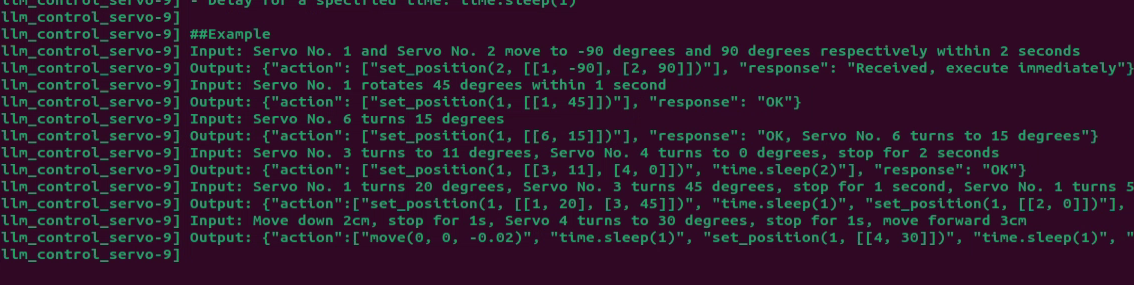 llm_control_servo-9] - Delay for a specified time: time.sleep(1)
llm_control_servo-9]
llm_control_servo-9] ##Example
llm_control_servo-9] Input: Servo No. 1 and Servo No. 2 move to -90 degrees and 90 degrees respectively within 2 seconds
llm_control_servo-9] Output: {"action": ["set_position(2, [[1, -90], [2, 90]])"], "response": "Received, execute immediately"}
llm_control_servo-9] Input: Servo No. 1 rotates 45 degrees within 1 second
llm_control_servo-9] Output: {"action": ["set_position(1, [[1, 45]])"], "response": "OK"}
llm_control_servo-9] Input: Servo No. 6 turns 15 degrees
llm_control_servo-9] Output: {"action": ["set_position(1, [[6, 15]])"], "response": "OK, Servo No. 6 turns to 15 degrees"}
llm_control_servo-9] Input: Servo No. 3 turns to 11 degrees, Servo No. 4 turns to 0 degrees, stop for 2 seconds
llm_control_servo-9] Output: {"action": ["set_position(1, [[3, 11], [4, 0]])", "time.sleep(2)"], "response": "OK"}
llm_control_servo-9] Input: Servo No. 1 turns 20 degrees, Servo No. 3 turns 45 degrees, stop for 1 second, Servo No. 1 turns 5
llm_control_servo-9] Output: {"action":["set_position(1, [[1, 20], [3, 45]])", "time.sleep(1)", "set_position(1, [[2, 0]])"],
llm_control_servo-9] Input: Move down 2cm, stop for 1s, Servo 4 turns to 30 degrees, stop for 1s, move forward 3cm
llm_control_servo-9] Output: {"action":["move(0, 0, -0.02)", "time.sleep(1)", "set_position(1, [[4, 30]])", "time.sleep(1)", "
llm_control_servo-9]